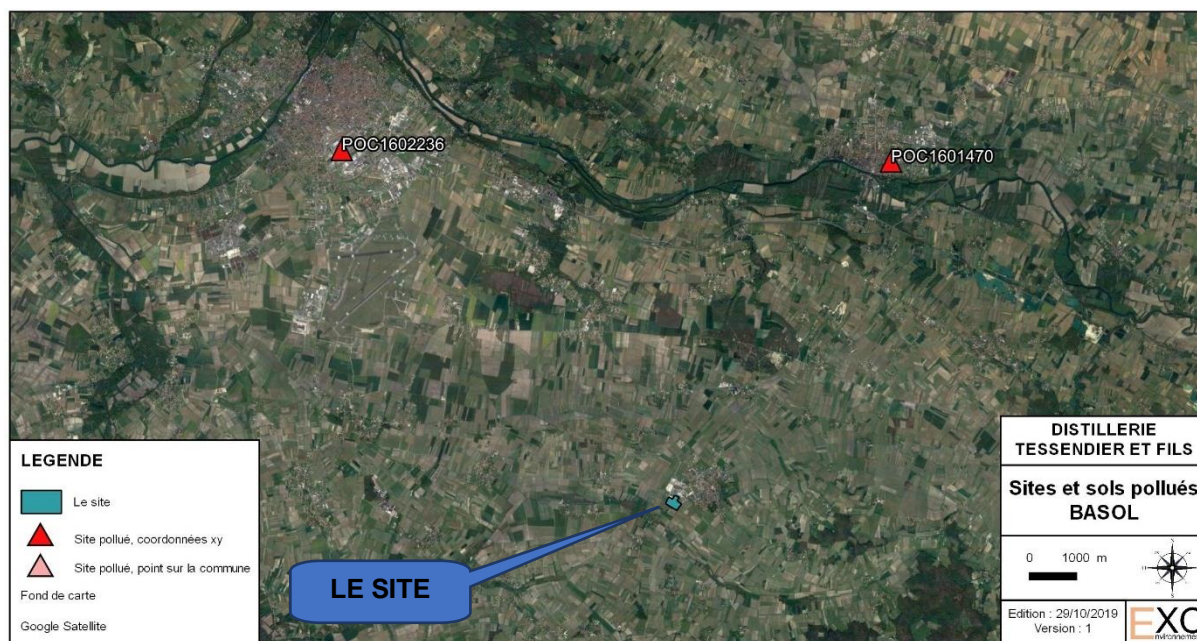 POC1602236
POC1601470
LEGENDE
Le site
Site pollué, coordonnées xy
Site pollué, point sur la commune
Fond de carte
Google Satellite
LE SITE
DISTILLERIE
TESSENDIER ET FILS
Sites et sols pollués
BASOL
0 1000 m
Edition : 29/10/2019
Version : 1
EXO